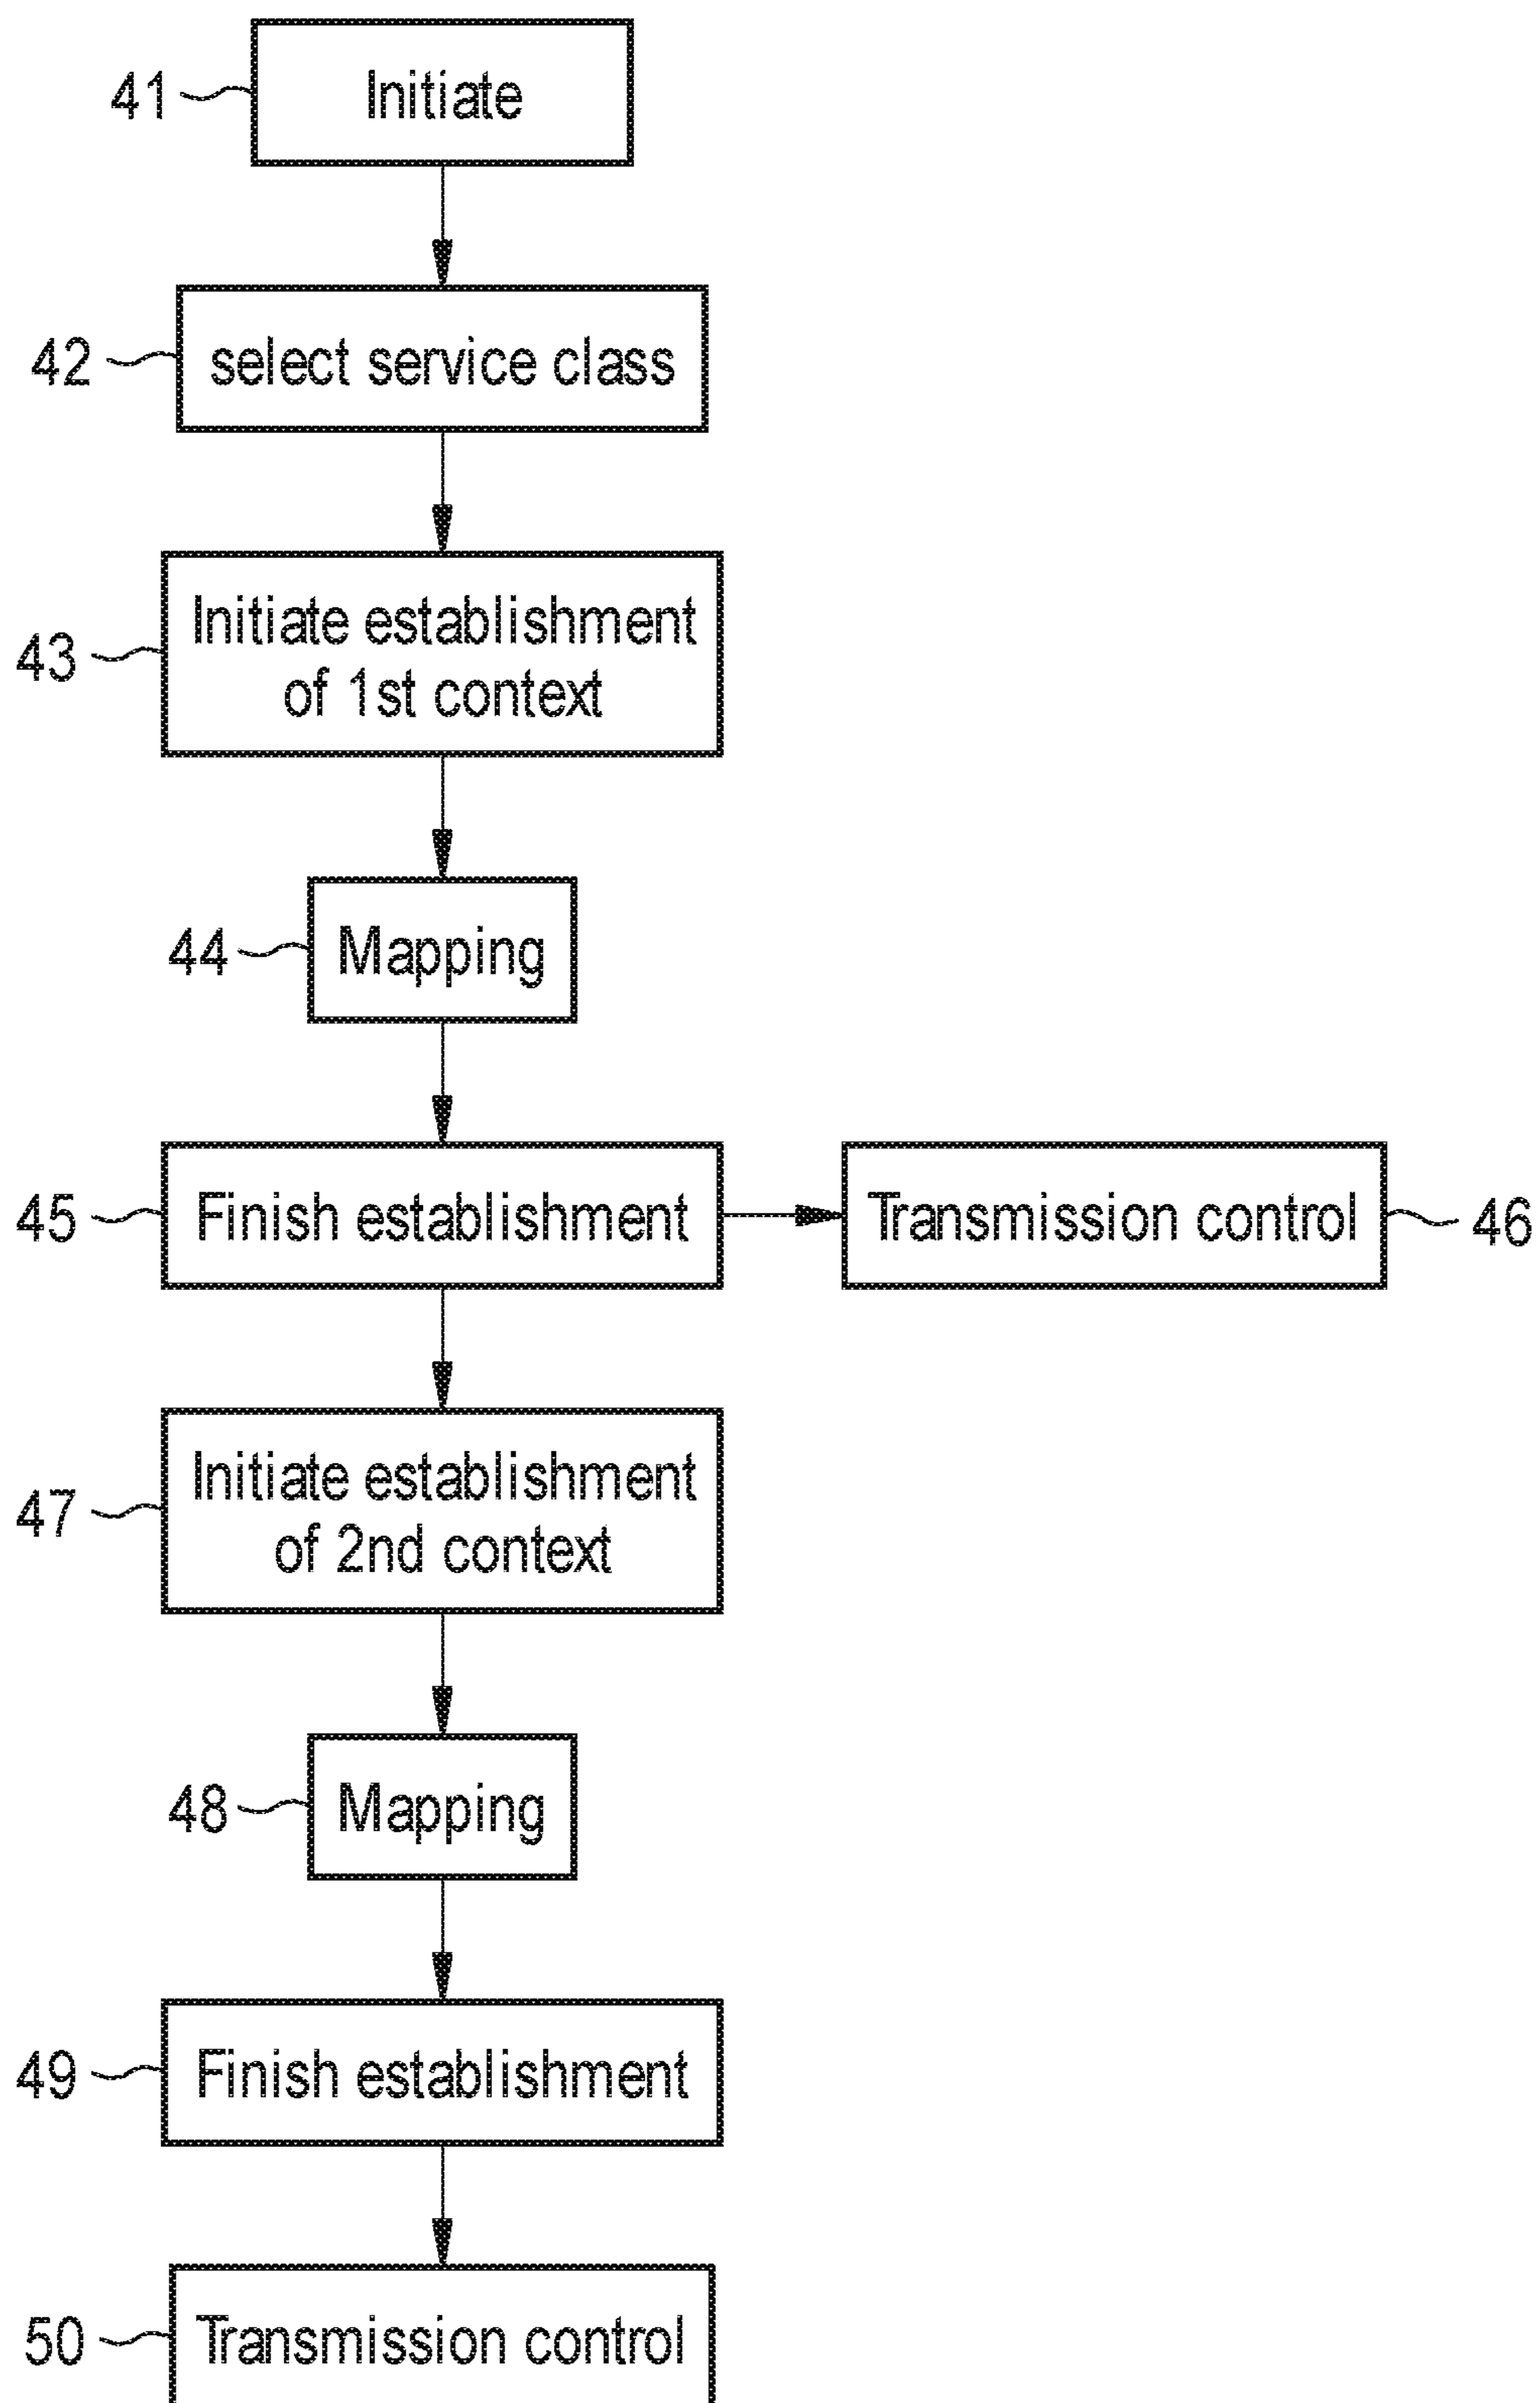 41 Initiate
42 select service class
43 Initiate establishment
of 1st context
44 Mapping
45 Finish establishment
Transmission control 46
47 Initiate establishment
of 2nd context
48 Mapping
49 Finish establishment
50 Transmission control